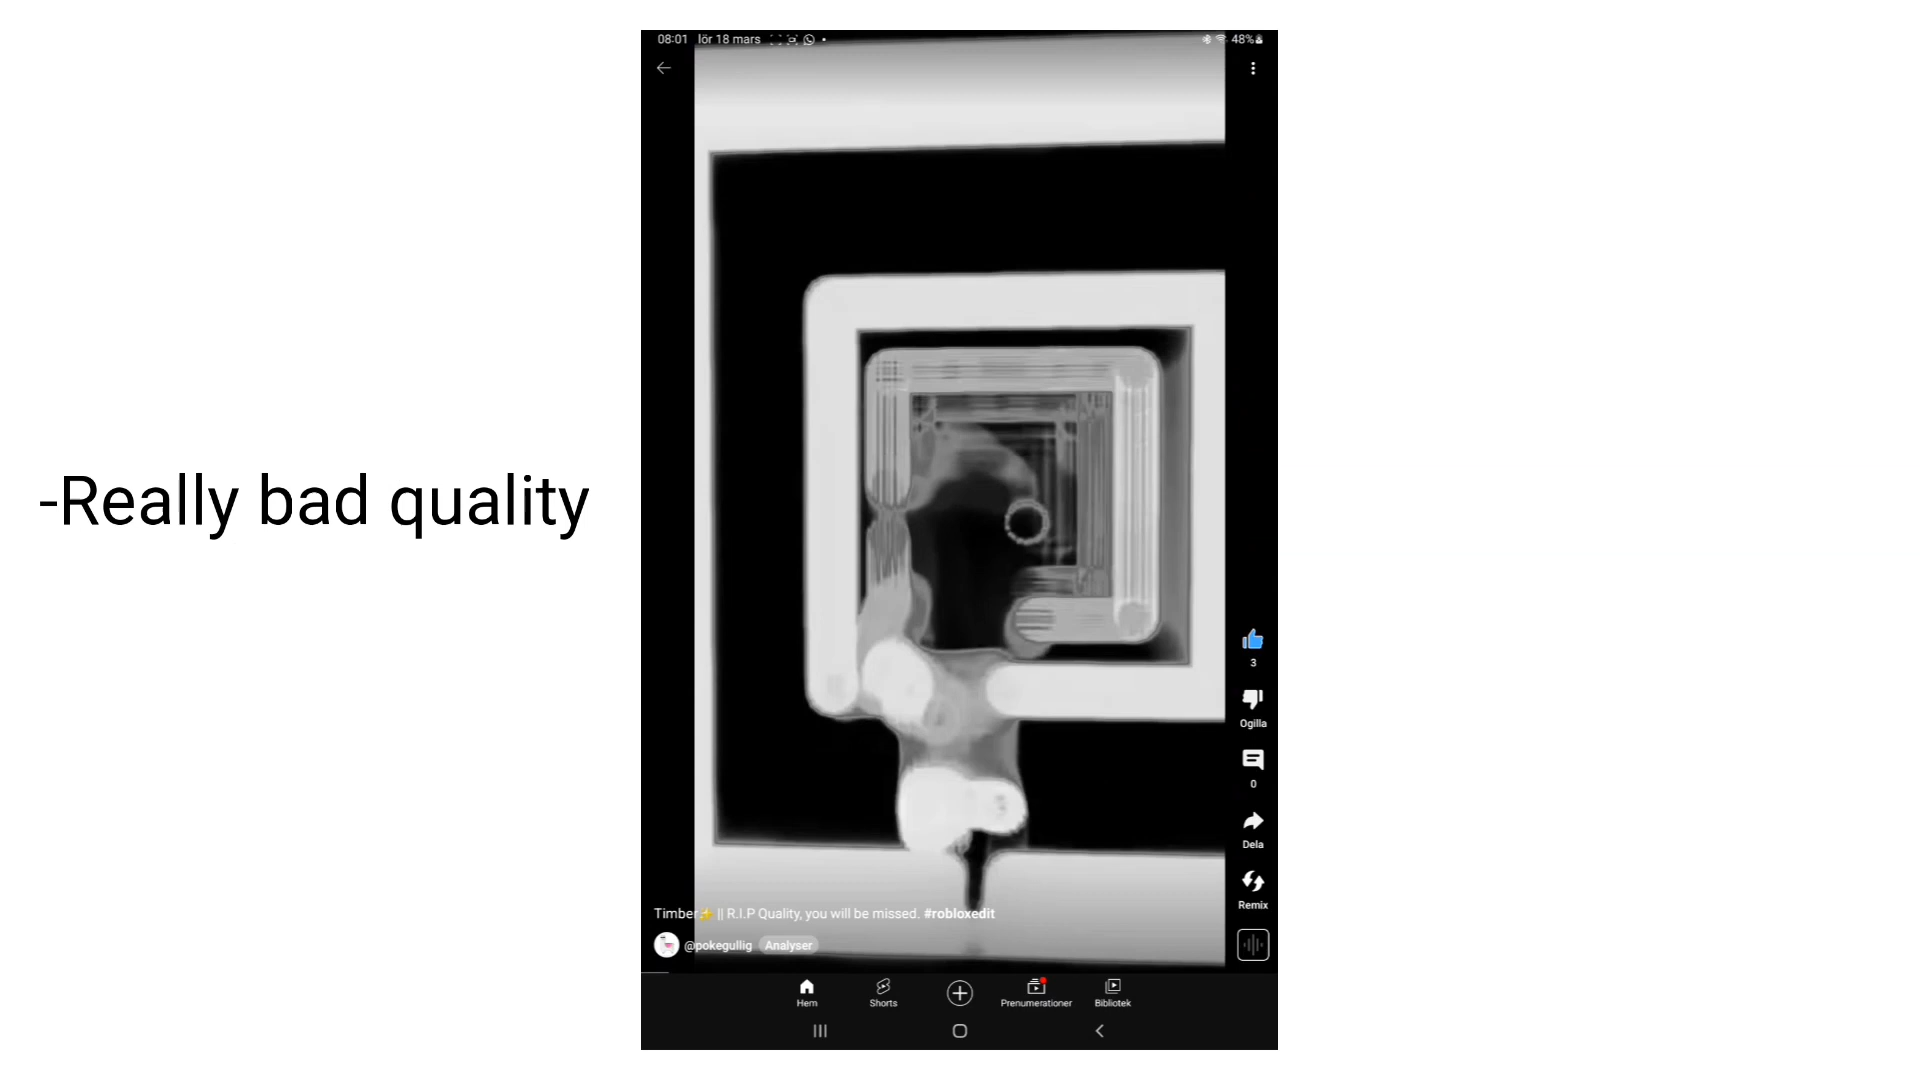 -Really bad quality
08:01 lör 18 mars
48%
3
Ogilla
0
Dela
Remix
Timber✨ || R.I.P Quality, you will be missed. #robloxedit
@pokegullig Analyser
Hem Shorts Prenumerationer Bibliotek